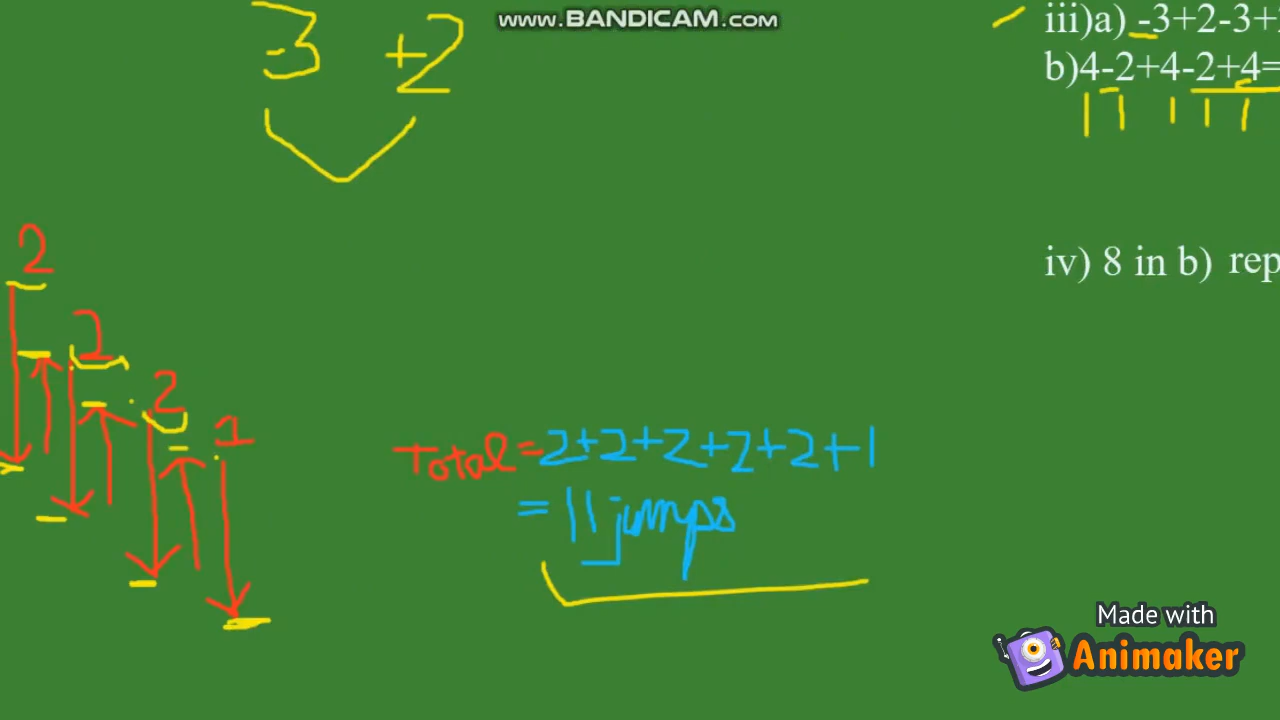 www.BANDICAM.com
-3 +2
iii)a) -3+2-3+
b)4-2+4-2+4=
iv) 8 in b) rep
2
2
2
1
Total=2+2+2+2+2+1
=11 jumps
Made with
Animaker